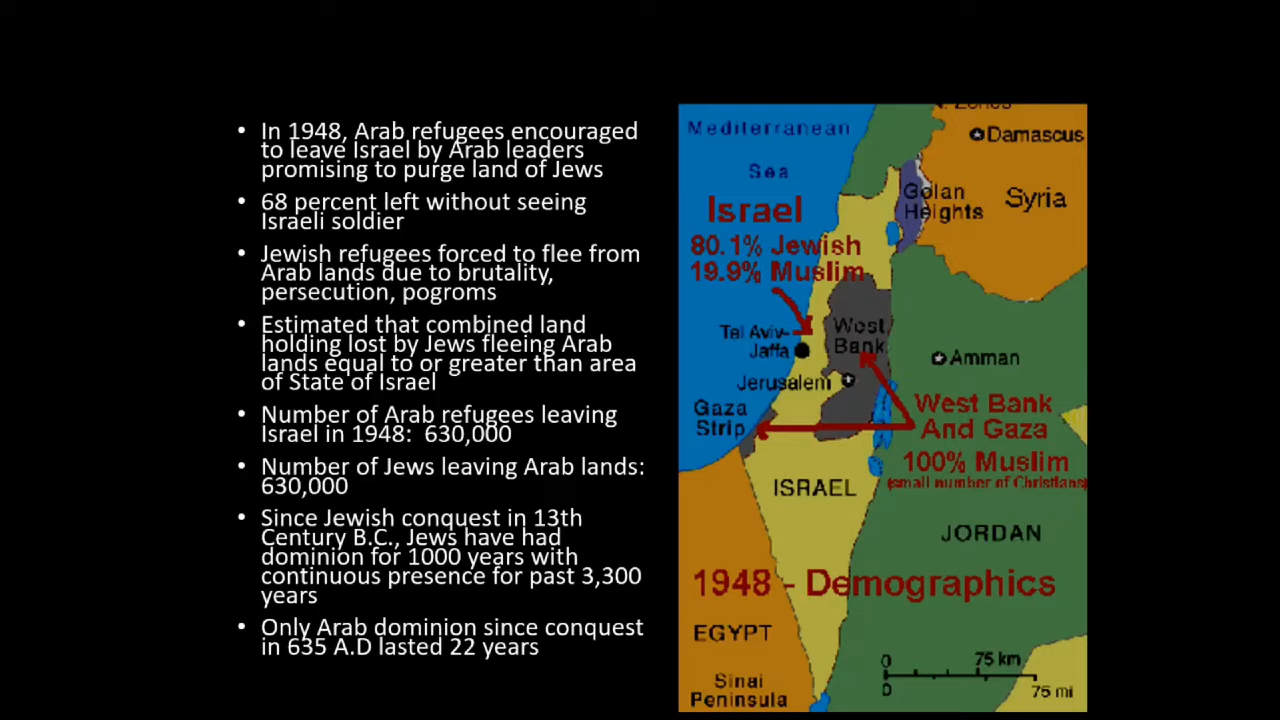 • In 1948, Arab refugees encouraged
to leave Israel by Arab leaders
promising to purge land of Jews
• 68 percent left without seeing
Israeli soldier
• Jewish refugees forced to flee from
Arab lands due to brutality,
persecution, pogroms
• Estimated that combined land
holding lost by Jews fleeing Arab
lands equal to or greater than area
of State of Israel
• Number of Arab refugees leaving
Israel in 1948: 630,000
• Number of Jews leaving Arab lands:
630,000
• Since Jewish conquest in 13th
Century B.C., Jews have had
dominion for 1000 years with
continuous presence for past 3,300
years
• Only Arab dominion since conquest
in 635 A.D lasted 22 years
Mediterranean
Sea
Damascus
Golan
Heights
Syria
Israel
80.1% Jewish
19.9% Muslim
Tel Aviv-
Jaffa
West
Bank
Amman
Jerusalem
Gaza
Strip
West Bank
And Gaza
100% Muslim
(small number of Christians)
ISRAEL
JORDAN
1948 - Demographics
EGYPT
Sinai
Peninsula
0 75 km
0 75 mi